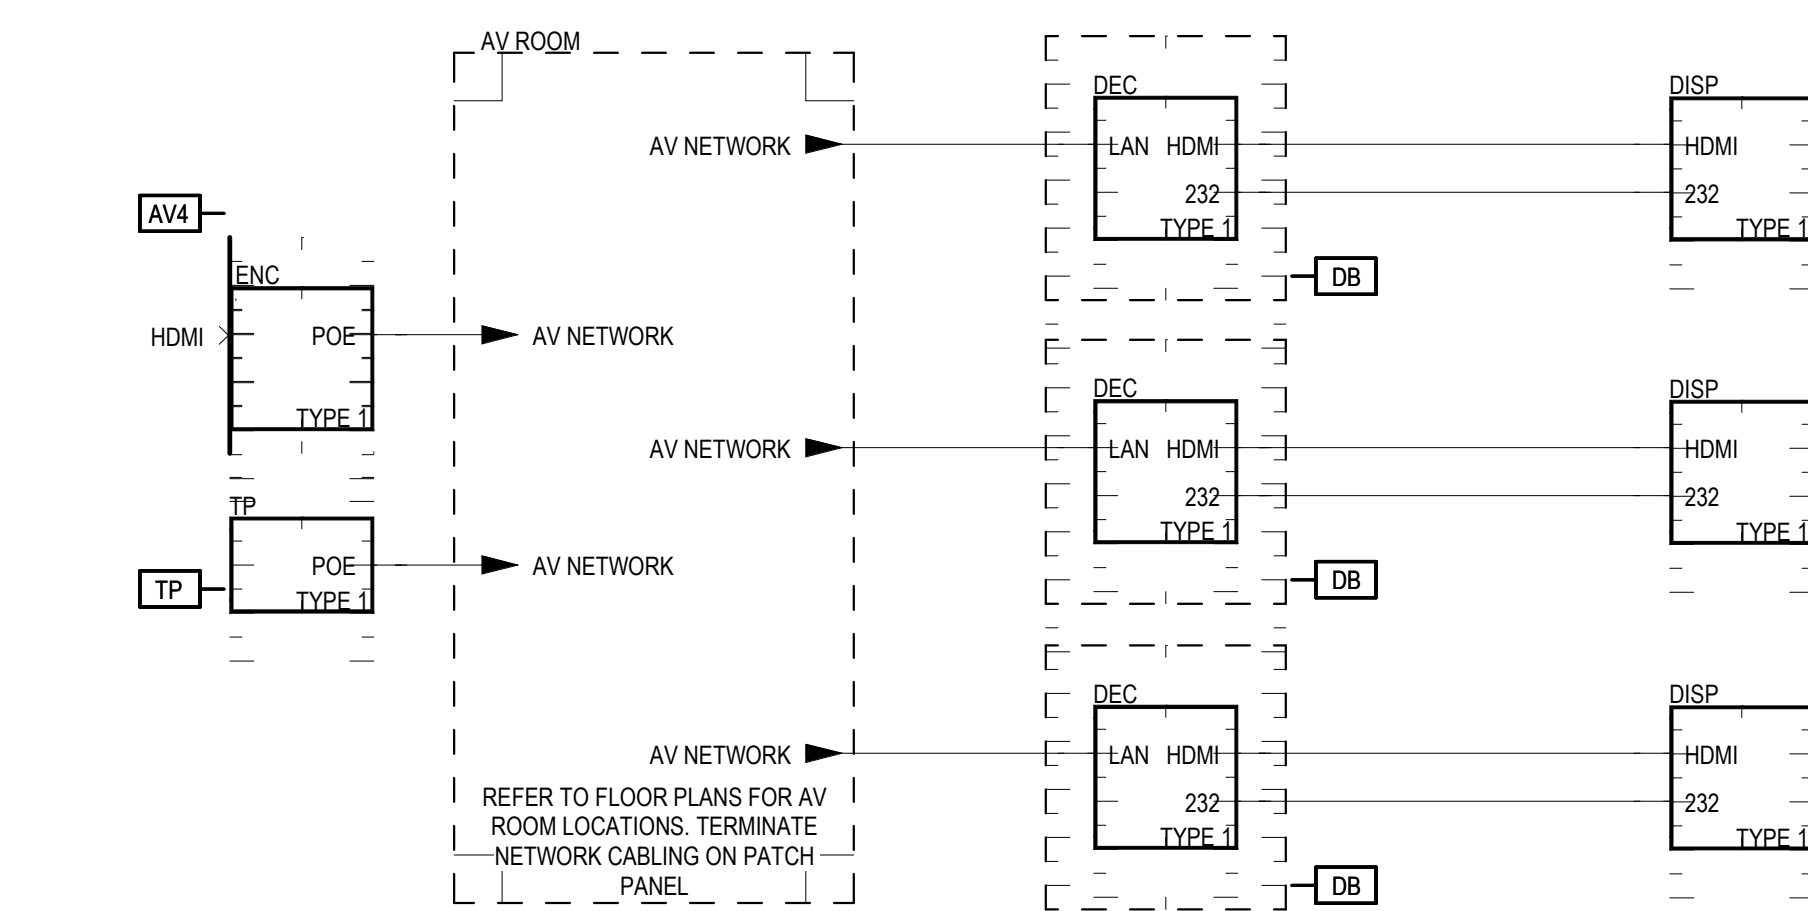 AV ROOM
AV4
ENC
HDMI
POE
TYPE 1
TP
TP
POE
TYPE 1
AV NETWORK
AV NETWORK
AV NETWORK
AV NETWORK
AV NETWORK
REFER TO FLOOR PLANS FOR AV
ROOM LOCATIONS. TERMINATE
NETWORK CABLING ON PATCH
PANEL
DEC
LAN HDMI
232
TYPE 1
DB
DISP
HDMI
232
TYPE 1
DEC
LAN HDMI
232
TYPE 1
DB
DISP
HDMI
232
TYPE 1
DEC
LAN HDMI
232
TYPE 1
DB
DISP
HDMI
232
TYPE 1